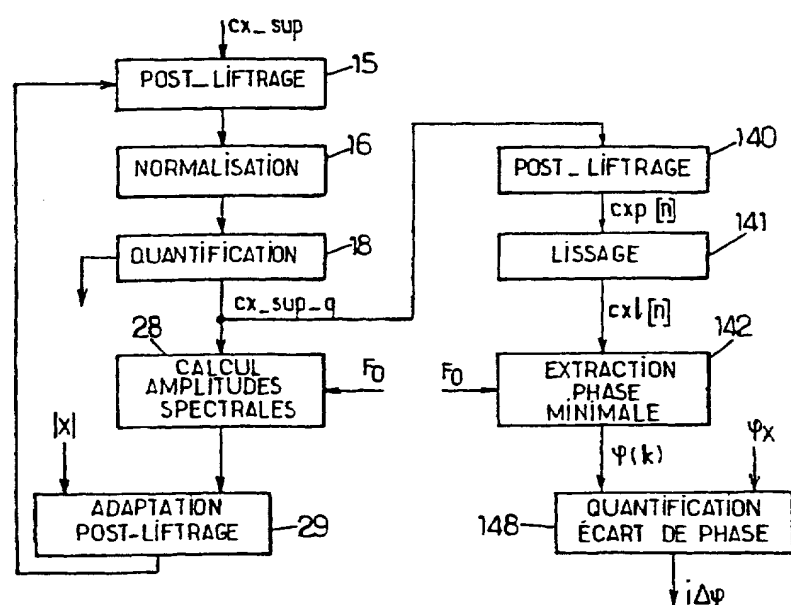 cx_sup
POST_LIFTRAGE
15
NORMALISATION
16
QUANTIFICATION
18
cx_sup_q
28
CALCUL
AMPLITUDES
SPECTRALES
F0
|X|
ADAPTATION
POST-LIFTRAGE
29
POST_LIFTRAGE
140
cxp[n]
LISSAGE
141
cxl[n]
142
F0
EXTRACTION
PHASE
MINIMALE
φ(k)
φX
148
QUANTIFICATION
ÉCART DE PHASE
iΔφ